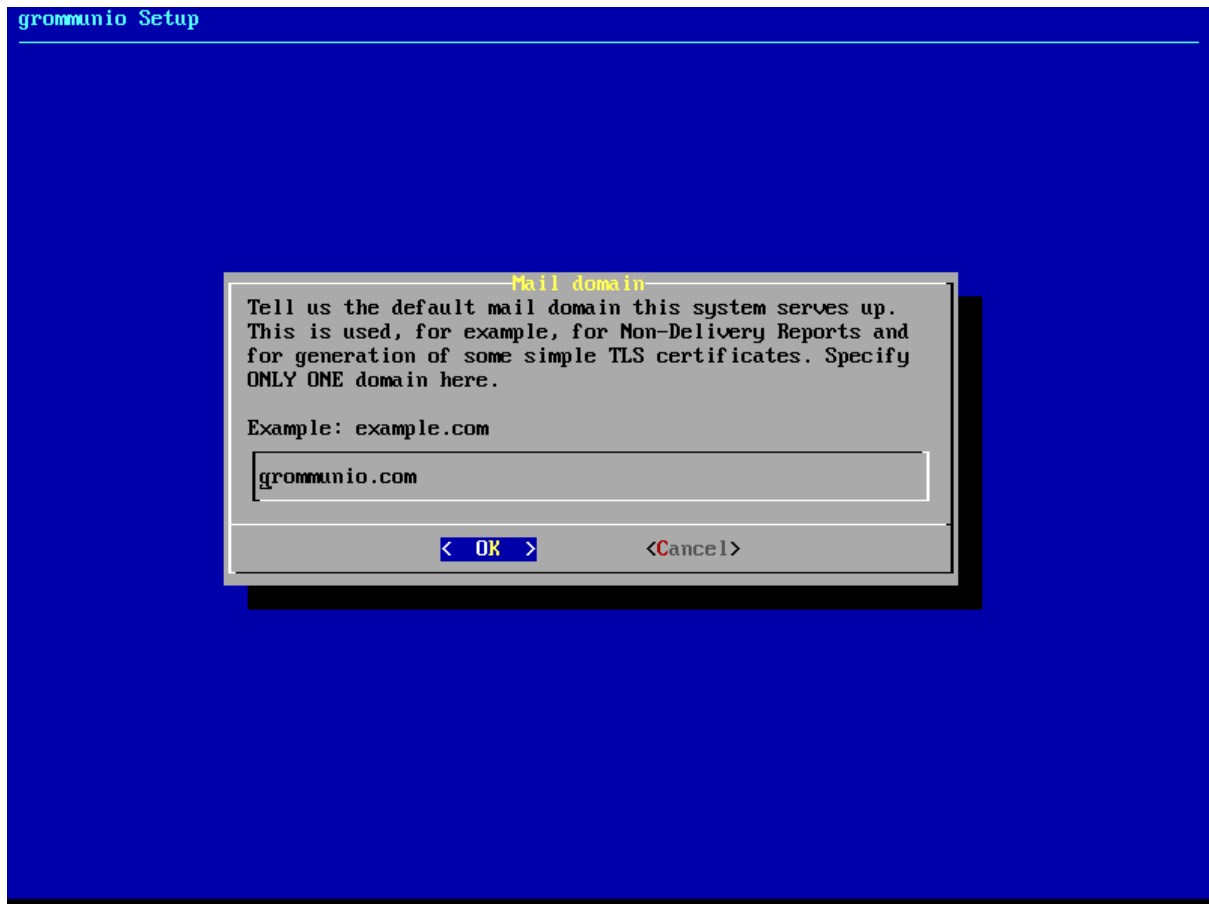 grommunio Setup
Mail domain
Tell us the default mail domain this system serves up.
This is used, for example, for Non-Delivery Reports and
for generation of some simple TLS certificates. Specify
ONLY ONE domain here.
Example: example.com
grommunio.com
< OK > <Cancel>